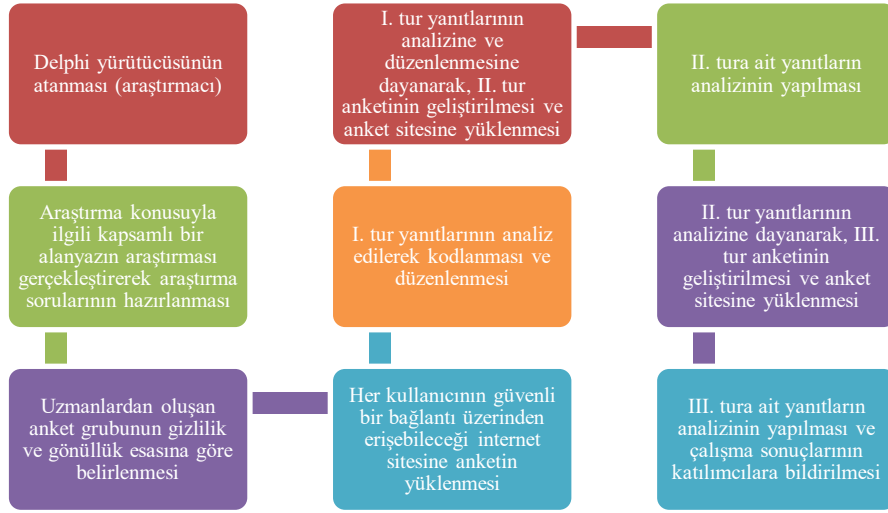 Delphi yürütücüsünün
atanması (araştırmacı)
Araştırma konusuyla
ilgili kapsamlı bir
alanyazın araştırması
gerçekleştirerek araştırma
sorularının hazırlanması
Uzmanlardan oluşan
anket grubunun gizlilik
ve gönüllük esasına göre
belirlenmesi
Her kullanıcının güvenli
bir bağlantı üzerinden
erişebileceği internet
sitesine anketin
yüklenmesi
I. tur yanıtlarının analiz
edilerek kodlanması ve
düzenlenmesi
I. tur yanıtlarının
analizine ve
düzenlenmesine
dayanarak, II. tur
anketinin geliştirilmesi ve
anket sitesine yüklenmesi
II. tura ait yanıtların
analizinin yapılması
II. tur yanıtlarının
analizine dayanarak, III.
tur anketinin
geliştirilmesi ve anket
sitesine yüklenmesi
III. tura ait yanıtların
analizinin yapılması ve
çalışma sonuçlarının
katılımcılara bildirilmesi